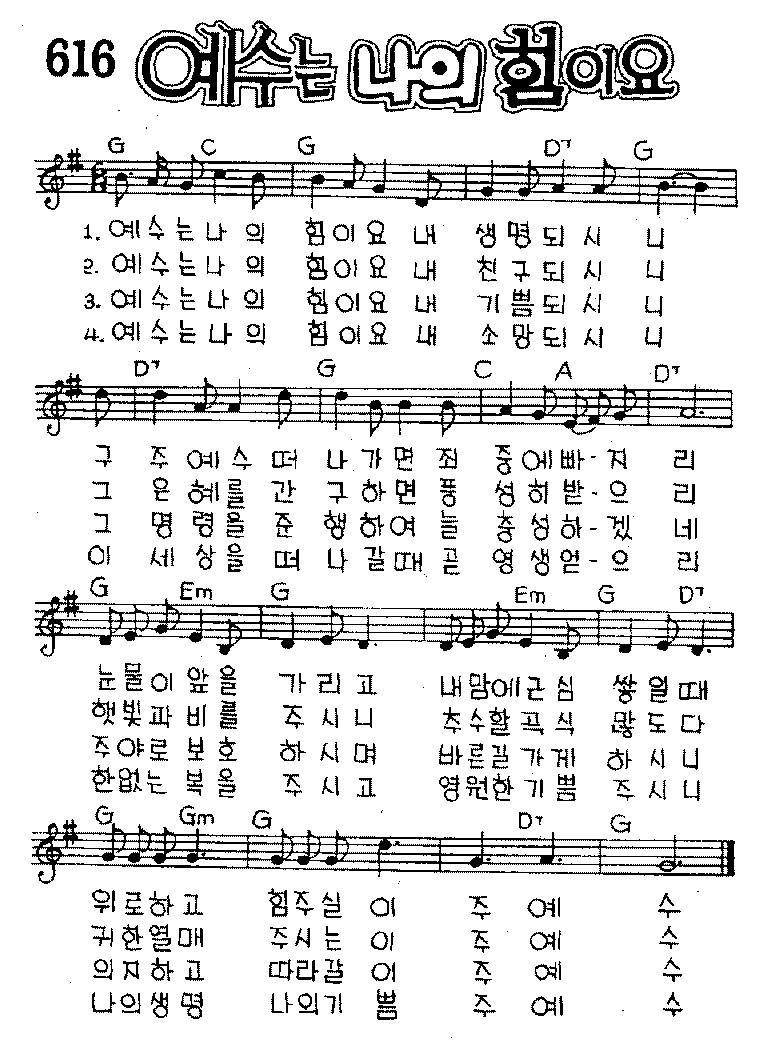 616 예수는 나의 힘이요
G C G D7 G
1. 예수는나의 힘이요 내 생명되시 니
2. 예수는나의 힘이요 내 친구되시 니
3. 예수는나의 힘이요 내 기쁨되시 니
4. 예수는나의 힘이요 내 소망되시 니
D7 G C A D7
구 주예수떠 나가면죄 중에빠-지 리
그 은혜를간 구하면풍 성히받-으 리
그 명령을준 행하여늘 충성하-겠 네
이 세상을떠 나갈때곧 영생얻-으 리
G Em G Em G D7
눈물이앞을 가리고 내맘에근심 쌓일때
햇빛과비를 주시니 추수할곡식 많도다
주야로보호 하시며 바른길가게 하시니
한없는복을 주시고 영원한기쁨 주시니
G Gm G D7 G
위로하고 힘주실 이 주 예 수
귀한열매 주시는 이 주 예 수
의지하고 따라갈 이 주 예 수
나의생명 나의기 쁨 주 예 수